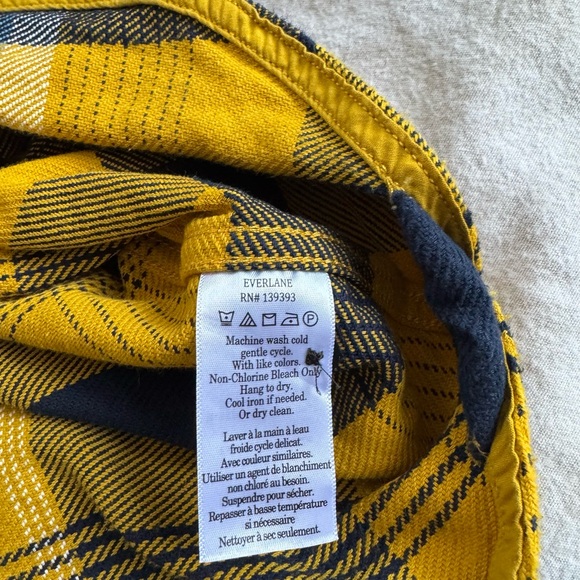 EVERLANE
RN# 139393
P
Machine wash cold
gentle cycle.
With like colors.
Non-Chlorine Bleach Only
Hang to dry.
Cool iron if needed.
Or dry clean.
Laver à la main à leau
froide cycle delicat.
Avec couleur similaires.
Utiliser un agent de blanchiment
non chloré au besoin.
Suspendre pour sécher.
Repasser à basse température
si nécessaire
Nettoyer à sec seulement.